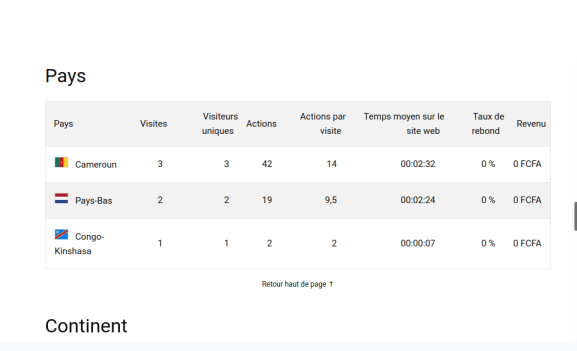 Pays
Pays Visites Visiteurs uniques Actions Actions par visite Temps moyen sur le site web Taux de rebond Revenu
Cameroun 3 3 42 14 00:02:32 0 % 0 FCFA
Pays-Bas 2 2 19 9,5 00:02:24 0 % 0 FCFA
Congo-Kinshasa 1 1 2 2 00:00:07 0 % 0 FCFA
Retour haut de page ↑
Continent